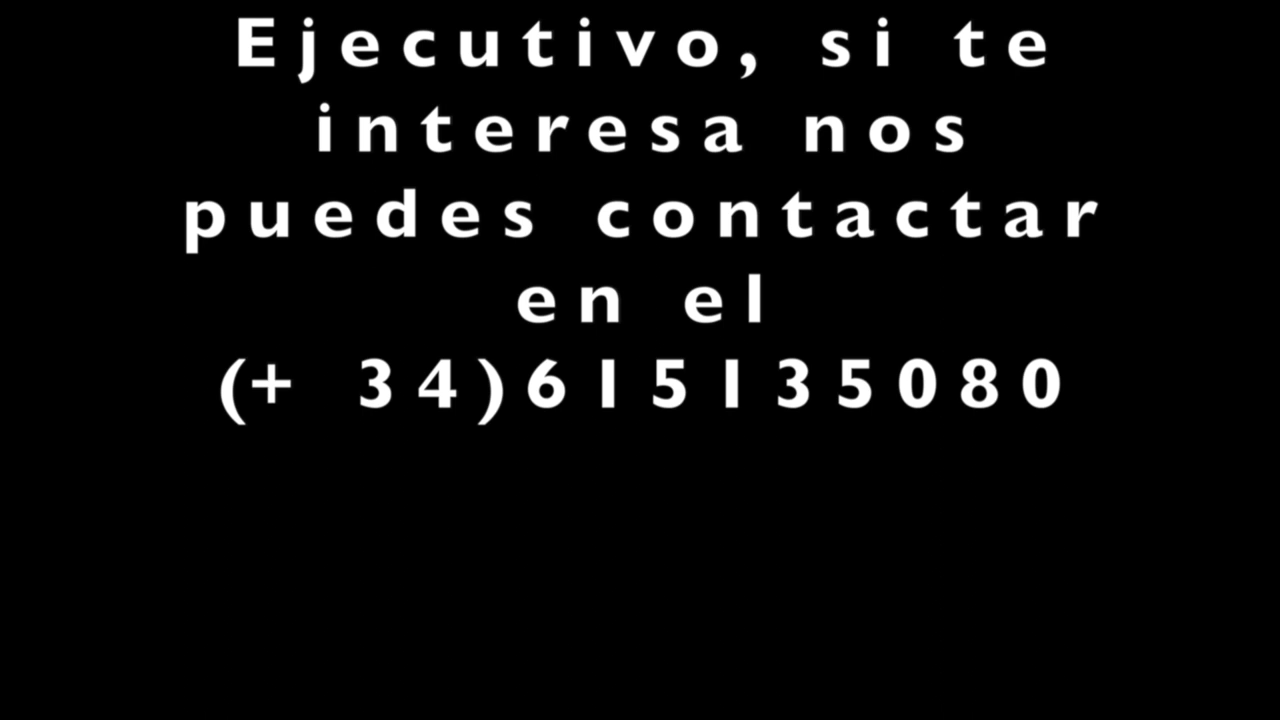 Ejecutivo, si te
interesa nos
puedes contactar
en el
(+ 34)615135080